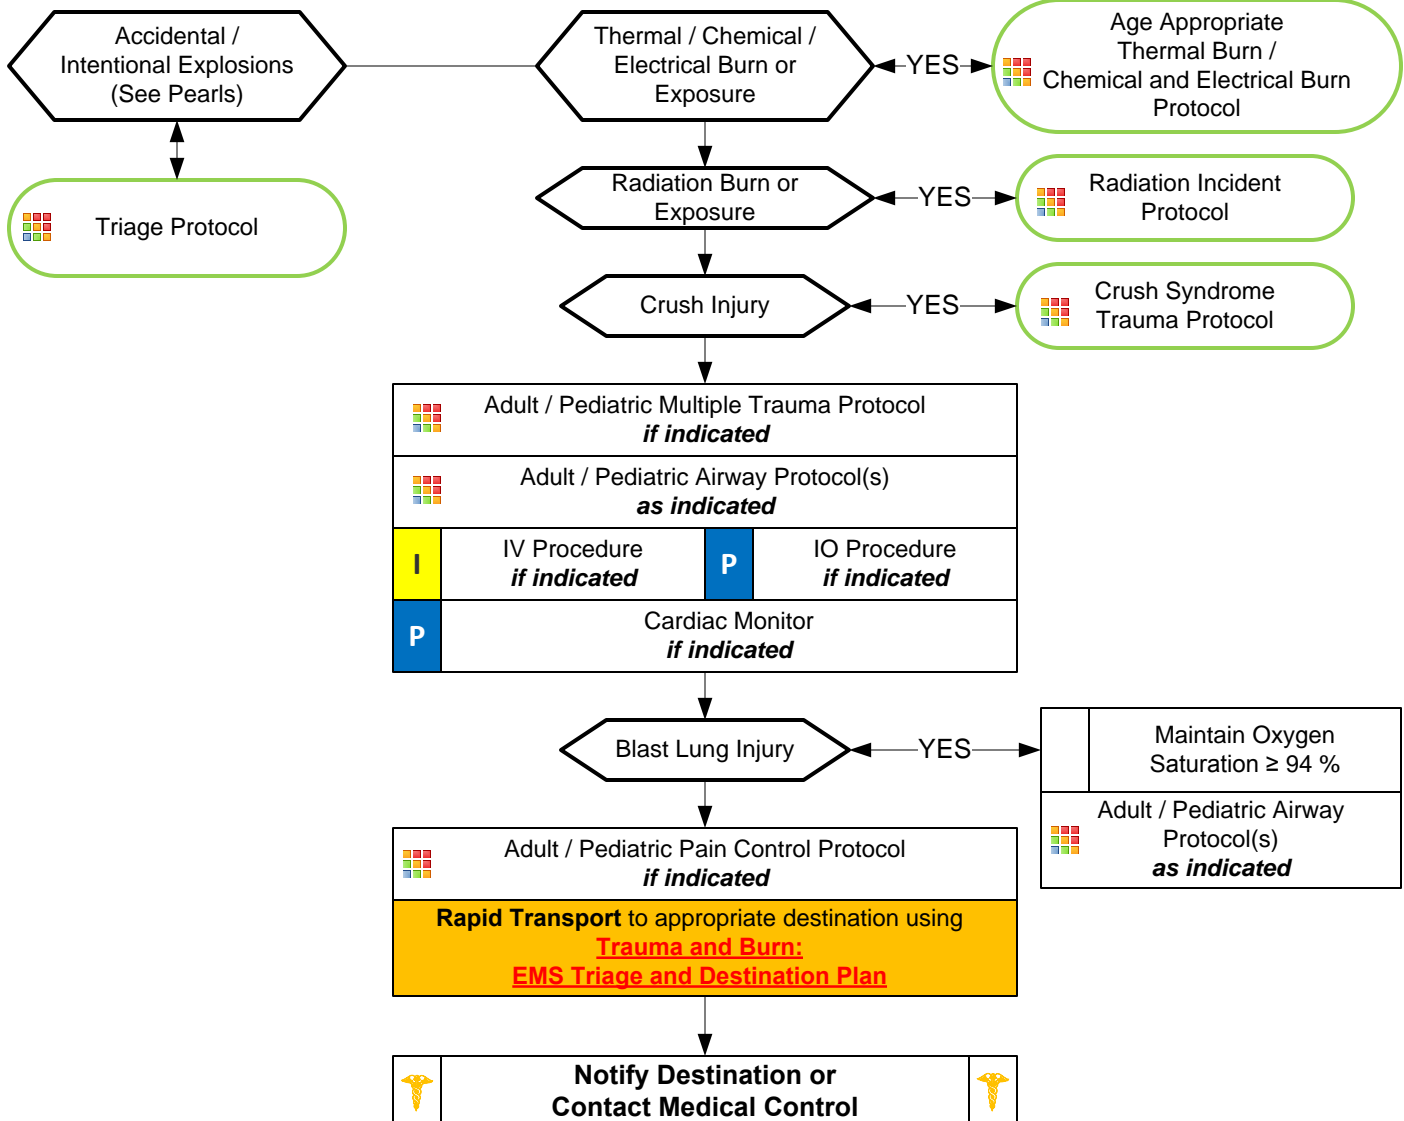 Accidental /
Intentional Explosions
(See Pearls)
Thermal / Chemical /
Electrical Burn or
Exposure
YES
Age Appropriate
Thermal Burn /
Chemical and Electrical Burn
Protocol
Triage Protocol
Radiation Burn or
Exposure
YES
Radiation Incident
Protocol
Crush Injury
YES
Crush Syndrome
Trauma Protocol
Adult / Pediatric Multiple Trauma Protocol
if indicated
Adult / Pediatric Airway Protocol(s)
as indicated
I
IV Procedure
if indicated
P
IO Procedure
if indicated
P
Cardiac Monitor
if indicated
Blast Lung Injury
YES
Maintain Oxygen
Saturation ≥ 94 %
Adult / Pediatric Airway
Protocol(s)
as indicated
Adult / Pediatric Pain Control Protocol
if indicated
Rapid Transport to appropriate destination using
Trauma and Burn:
EMS Triage and Destination Plan
Notify Destination or
Contact Medical Control